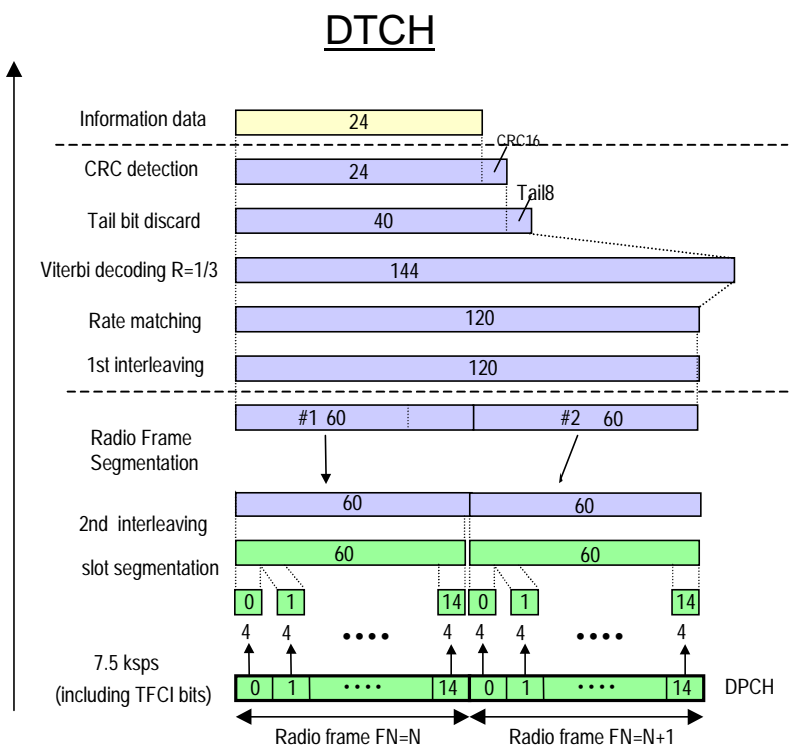 DTCH
Information data 24
CRC16
CRC detection 24
Tail8
Tail bit discard 40
Viterbi decoding R=1/3 144
Rate matching 120
1st interleaving 120
#1 60 #2 60
Radio Frame
Segmentation
60 60
2nd interleaving
60 60
slot segmentation
0 1 14 0 1 14
4 4 •••• 4 4 4 •••• 4
7.5 ksps
(including TFCI bits) 0 1 •••• 14 0 1 •••• 14 DPCH
Radio frame FN=N Radio frame FN=N+1